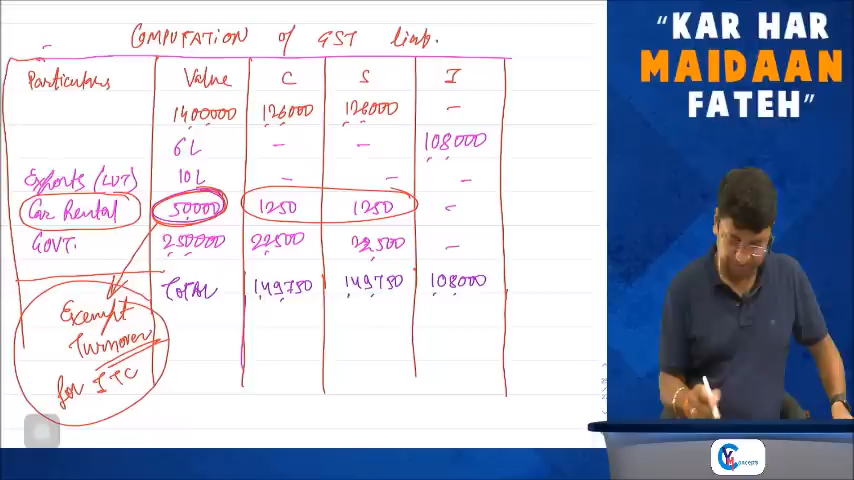 COMPUTATION of GST liab.
Particulars Value C S I
1400000 126000 126000 -
6L - - 108000
Exports (LUT) 10L - - -
Car Rental 50000 1250 1250 -
GOVT. 250000 22500 22500 -
TOTAL 149750 149750 108000
Exempt
Turnover
for ITC
"KAR HAR
MAIDAAN
FATEH"